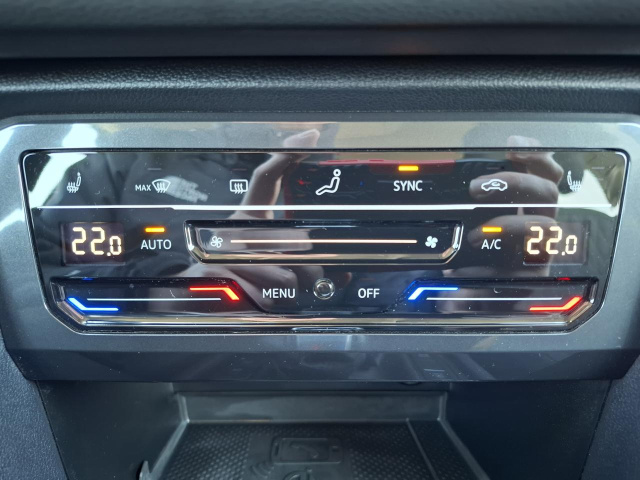 MAX SYNC
22.0 AUTO A/C 22.0
MENU OFF